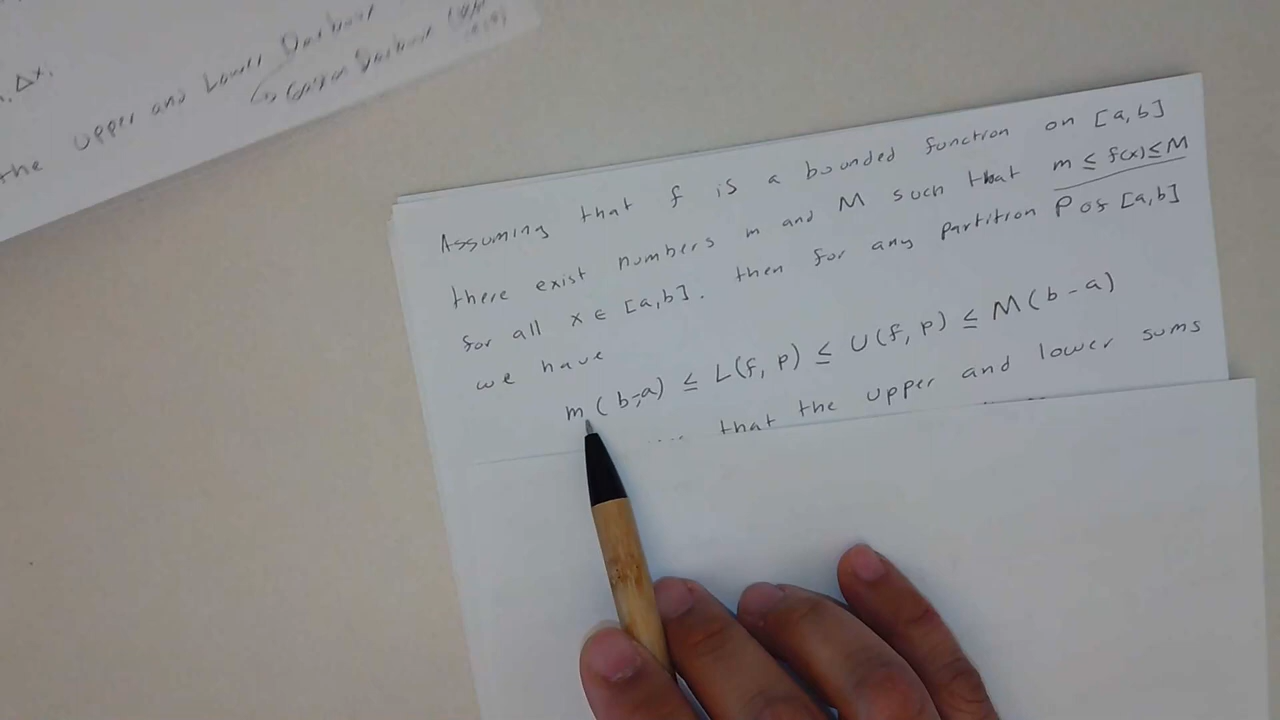 Δx,
the upper and Lower Darboux
Assuming that f is a bounded function on [a,b]
there exist numbers m and M such that m ≤ f(x) ≤ M
for all x ∈ [a,b]. then for any partition P of [a,b]
we have
m(b-a) ≤ L(f, p) ≤ U(f, p) ≤ M(b-a)
that the upper and lower sums